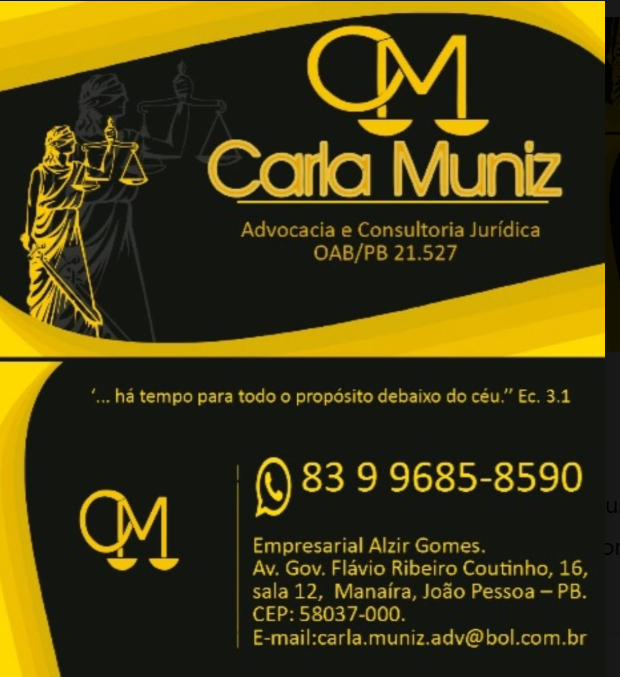 CM
Carla Muniz
Advocacia e Consultoria Jurídica
OAB/PB 21.527
‘... há tempo para todo o propósito debaixo do céu.” Ec. 3.1
CM
83 9 9685-8590
Empresarial Alzir Gomes.
Av. Gov. Flávio Ribeiro Coutinho, 16,
sala 12, Manaíra, João Pessoa – PB.
CEP: 58037-000.
E-mail:carla.muniz.adv@bol.com.br